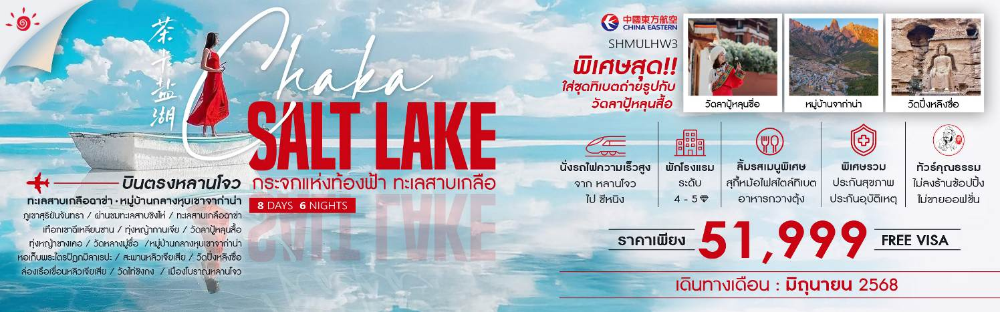 茶卡盐湖
Chaka
SALT LAKE
กระจกแห่งท้องฟ้า ทะเลสาบเกลือ
8 DAYS 6 NIGHTS
บินตรงหลานโจว
ทะเลสาบเกลือฉาข่า • หมู่บ้านกลางหุบเขาจาก่าน่า
ภูเขาสุริยันจันทรา / ผ่านชมทะเลสาบชิงไห่ / ทะเลสาบเกลือฉาข่า
เทือกเขาฉีเหลียนซาน / ทุ่งหญ้ากานเจีย / วัดลาปู้หลุนสื้อ
ทุ่งหญ้าซางเคอ / วัดหลางมู่ซื่อ /หมู่บ้านกลางหุบเขาจาก่าน่า
หอเก็บพระไตรปิฎกมิลาเรปะ / สะพานหลิวเจียเสีย / วัดปิ่งหลิงซื่อ
ล่องเรือเขื่อนหลิวเจียเสีย / วัดไท่ชิงกง / เมืองโบราณหลานโจว
中國東方航空
CHINA EASTERN
SHMULHW3
พิเศษสุด!!
ใส่ชุดทิเบตถ่ายรูปกับ
วัดลาปู้หลุนสื้อ
วัดลาปู้หลุนซื่อ
หมู่บ้านจาก่าน่า
วัดปิ่งหลิงซื่อ
นั่งรถไฟความเร็วสูง
จาก หลานโจว
ไป ซีหนิง
พักโรงแรม
ระดับ
4 - 5
ลิ้มรสเมนูพิเศษ
สุกี้หม้อไฟสไตล์ทิเบต
อาหารกวางตุ้ง
พิเศษรวม
ประกันสุขภาพ
ประกันอุบัติเหตุ
ทัวร์คุณธรรม
ไม่ลงร้านช้อปปิ้ง
ไม่ขายออฟชั่น
ราคาเพียง 51,999 FREE VISA
เดินทางเดือน : มิถุนายน 2568